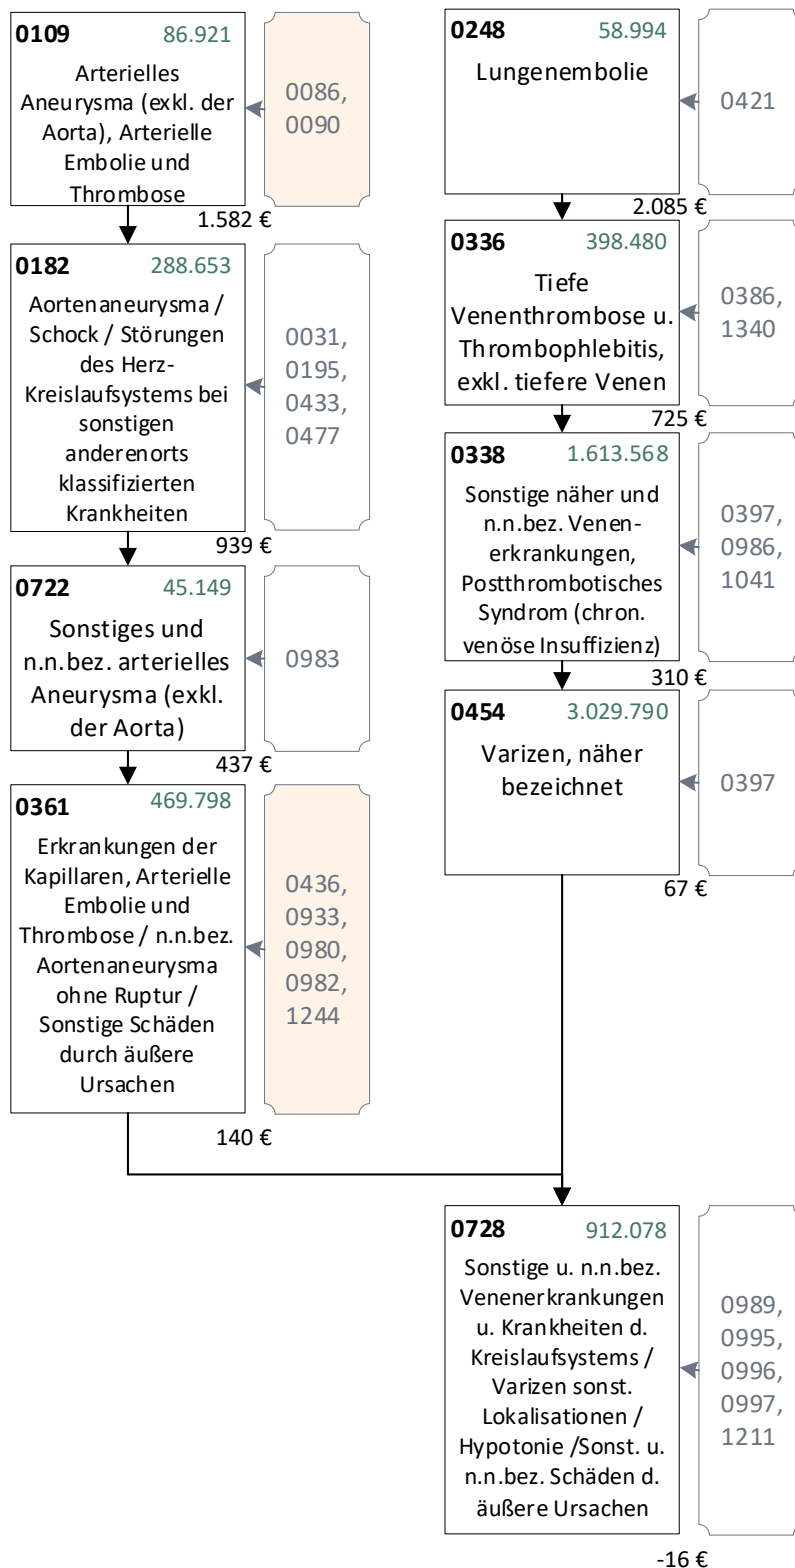 0109 86.921
Arterielles
Aneurysma (exkl. der
Aorta), Arterielle
Embolie und
Thrombose
0086,
0090
1.582 €
0182 288.653
Aortenaneurysma /
Schock / Störungen
des Herz-
Kreislaufsystems bei
sonstigen
anderenorts
klassifizierten
Krankheiten
0031,
0195,
0433,
0477
939 €
0722 45.149
Sonstiges und
n.n.bez. arterielles
Aneurysma (exkl.
der Aorta)
0983
437 €
0361 469.798
Erkrankungen der
Kapillaren, Arterielle
Embolie und
Thrombose / n.n.bez.
Aortenaneurysma
ohne Ruptur /
Sonstige Schäden
durch äußere
Ursachen
0436,
0933,
0980,
0982,
1244
140 €
0248 58.994
Lungenembolie
0421
2.085 €
0336 398.480
Tiefe
Venenthrombose u.
Thrombophlebitis,
exkl. tiefere Venen
0386,
1340
725 €
0338 1.613.568
Sonstige näher und
n.n.bez. Venen-
erkrankungen,
Postthrombotisches
Syndrom (chron.
venöse Insuffizienz)
0397,
0986,
1041
310 €
0454 3.029.790
Varizen, näher
bezeichnet
0397
67 €
0728 912.078
Sonstige u. n.n.bez.
Venenerkrankungen
u. Krankheiten d.
Kreislaufsystems /
Varizen sonst.
Lokalisationen /
Hypotonie /Sonst. u.
n.n.bez. Schäden d.
äußere Ursachen
0989,
0995,
0996,
0997,
1211
-16 €